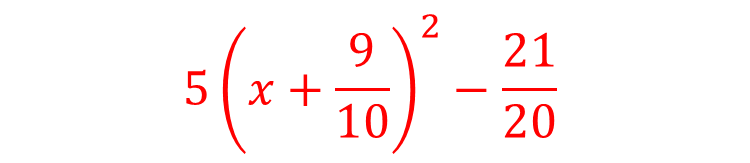 5(x + 9/10)² − 21/20